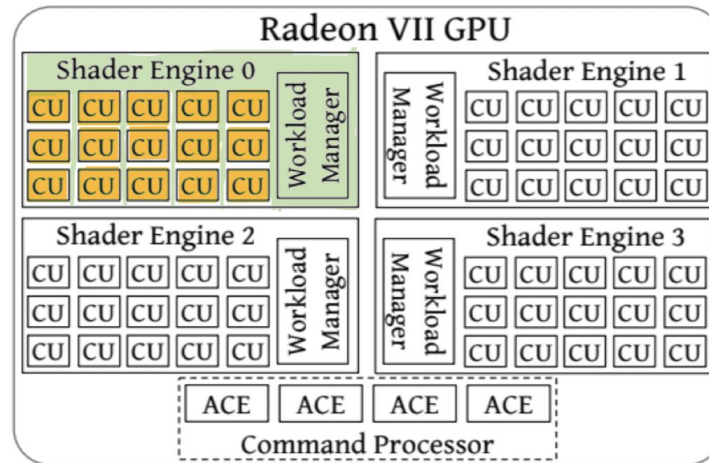 Radeon VII GPU
Shader Engine 0
CU CU CU CU CU
CU CU CU CU CU
CU CU CU CU CU
Workload
Manager
Shader Engine 1
Workload
Manager
CU CU CU CU CU
CU CU CU CU CU
CU CU CU CU CU
Shader Engine 2
CU CU CU CU CU
CU CU CU CU CU
CU CU CU CU CU
Workload
Manager
Shader Engine 3
Workload
Manager
CU CU CU CU CU
CU CU CU CU CU
CU CU CU CU CU
ACE ACE ACE ACE
Command Processor